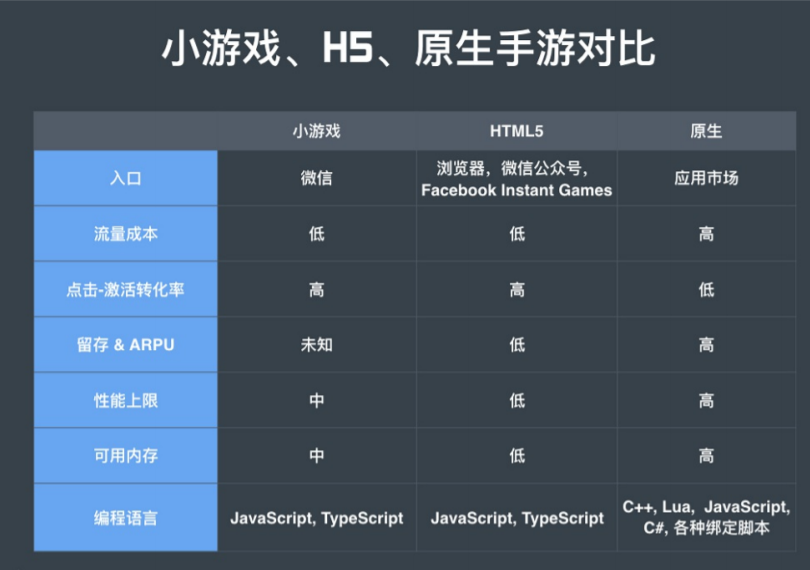 小游戏、H5、原生手游对比
小游戏 HTML5 原生
入口 微信 浏览器，微信公众号，
Facebook Instant Games 应用市场
流量成本 低 低 高
点击-激活转化率 高 高 低
留存 & ARPU 未知 低 高
性能上限 中 低 高
可用内存 中 低 高
编程语言 JavaScript, TypeScript JavaScript, TypeScript C++, Lua, JavaScript,
C#, 各种绑定脚本